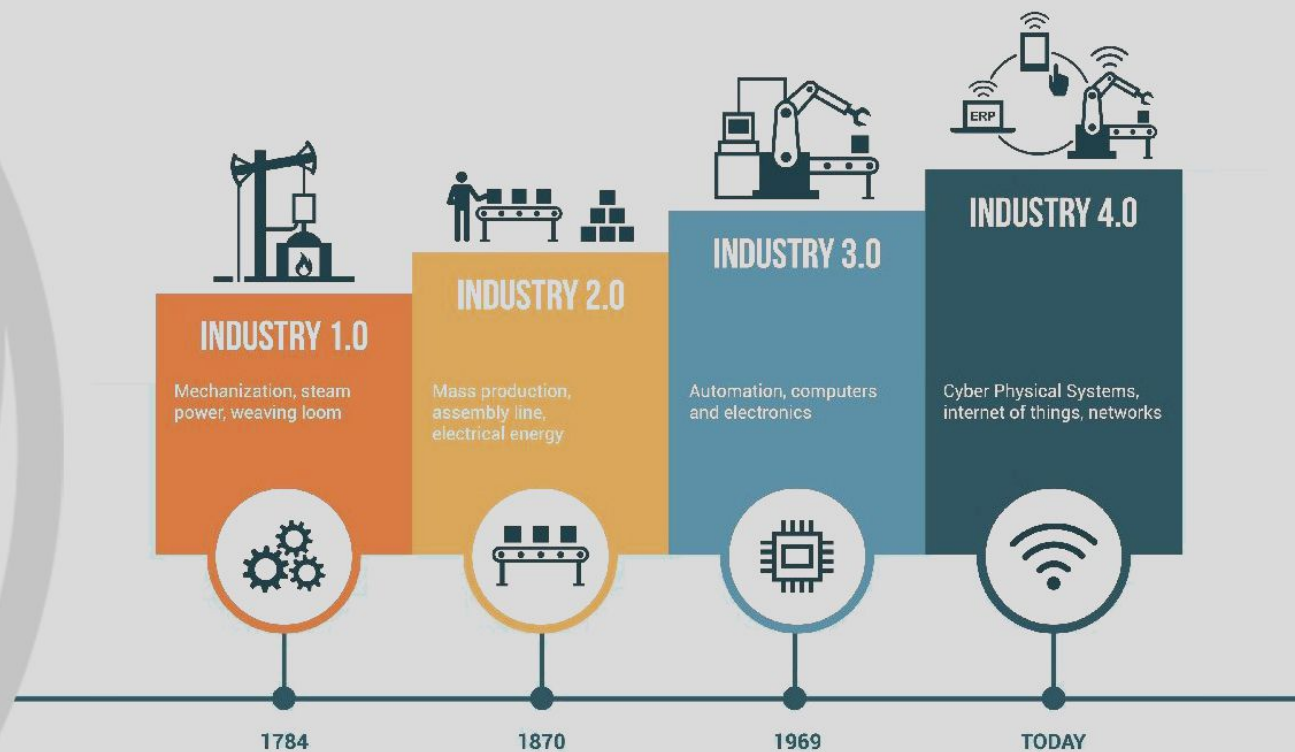 ERP
INDUSTRY 1.0
Mechanization, steam
power, weaving loom
INDUSTRY 2.0
Mass production,
assembly line,
electrical energy
INDUSTRY 3.0
Automation, computers
and electronics
INDUSTRY 4.0
Cyber Physical Systems,
internet of things, networks
1784
1870
1969
TODAY